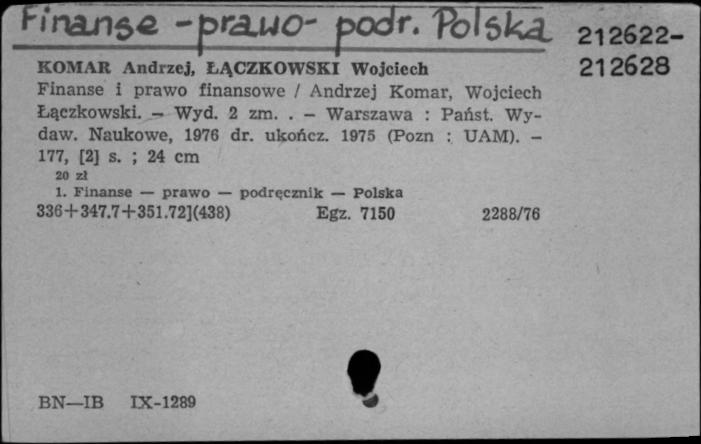 Finanse - prawo - podr. Polska
212622-
212628
KOMAR Andrzej, ŁĄCZKOWSKI Wojciech
Finanse i prawo finansowe / Andrzej Komar, Wojciech
Łączkowski. – Wyd. 2 zm. . – Warszawa : Państ. Wy-
daw. Naukowe, 1976 dr. ukończ. 1975 (Pozn : UAM). –
177, [2] s. ; 24 cm
20 zł
1. Finanse — prawo — podręcznik — Polska
336+347.7+351.72](438) Egz. 7150 2288/76
BN—IB IX-1289